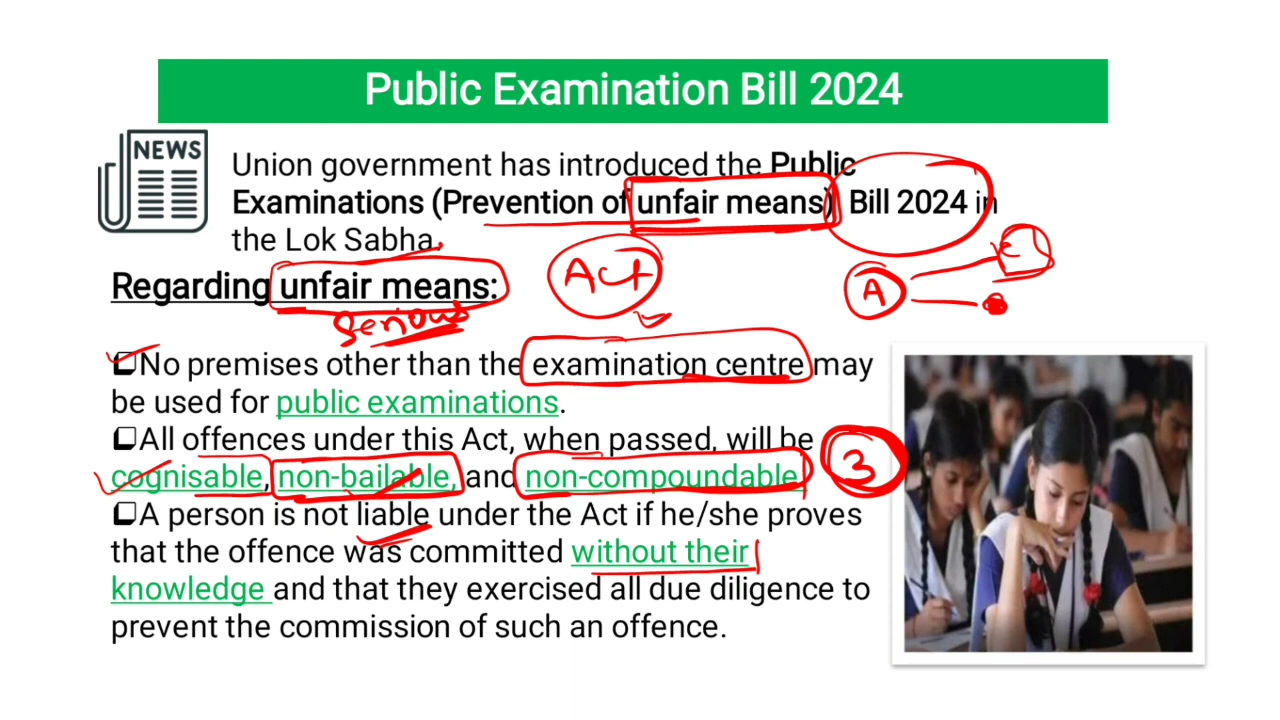 Public Examination Bill 2024
NEWS
Union government has introduced the Public
Examinations (Prevention of unfair means) Bill 2024 in
the Lok Sabha.
Act
A
Regarding unfair means:
Serious
No premises other than the examination centre may
be used for public examinations.
All offences under this Act, when passed, will be
cognisable, non-bailable, and non-compoundable.
3
A person is not liable under the Act if he/she proves
that the offence was committed without their
knowledge and that they exercised all due diligence to
prevent the commission of such an offence.